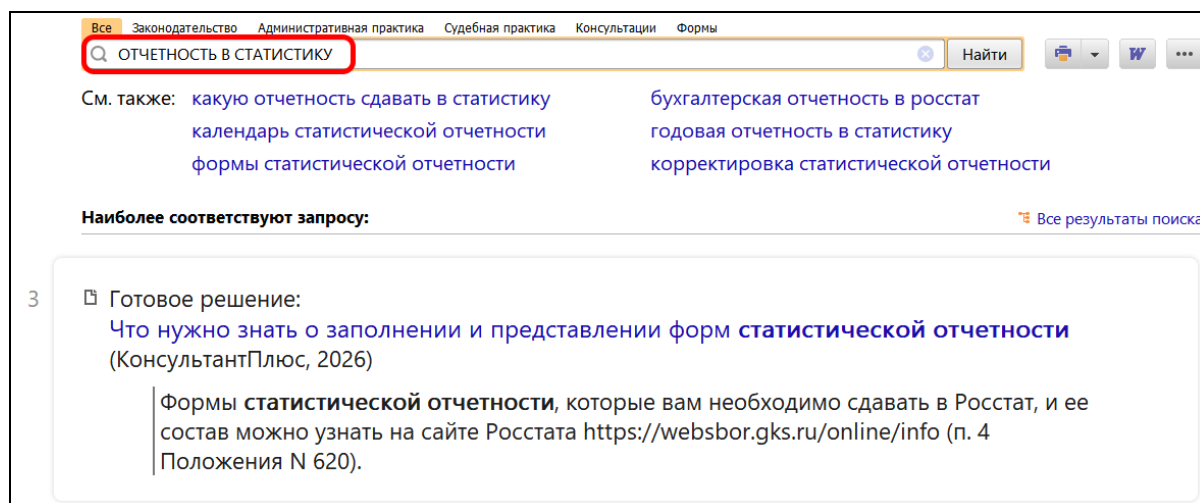 Все Законодательство Административная практика Судебная практика Консультации Формы
ОТЧЕТНОСТЬ В СТАТИСТИКУ Найти W
См. также: какую отчетность сдавать в статистику бухгалтерская отчетность в росстат
календарь статистической отчетности годовая отчетность в статистику
формы статистической отчетности корректировка статистической отчетности
Наиболее соответствуют запросу: Все результаты поиска
3 Готовое решение:
Что нужно знать о заполнении и представлении форм статистической отчетности
(КонсультантПлюс, 2026)
Формы статистической отчетности, которые вам необходимо сдавать в Росстат, и ее
состав можно узнать на сайте Росстата https://websbor.gks.ru/online/info (п. 4
Положения N 620).